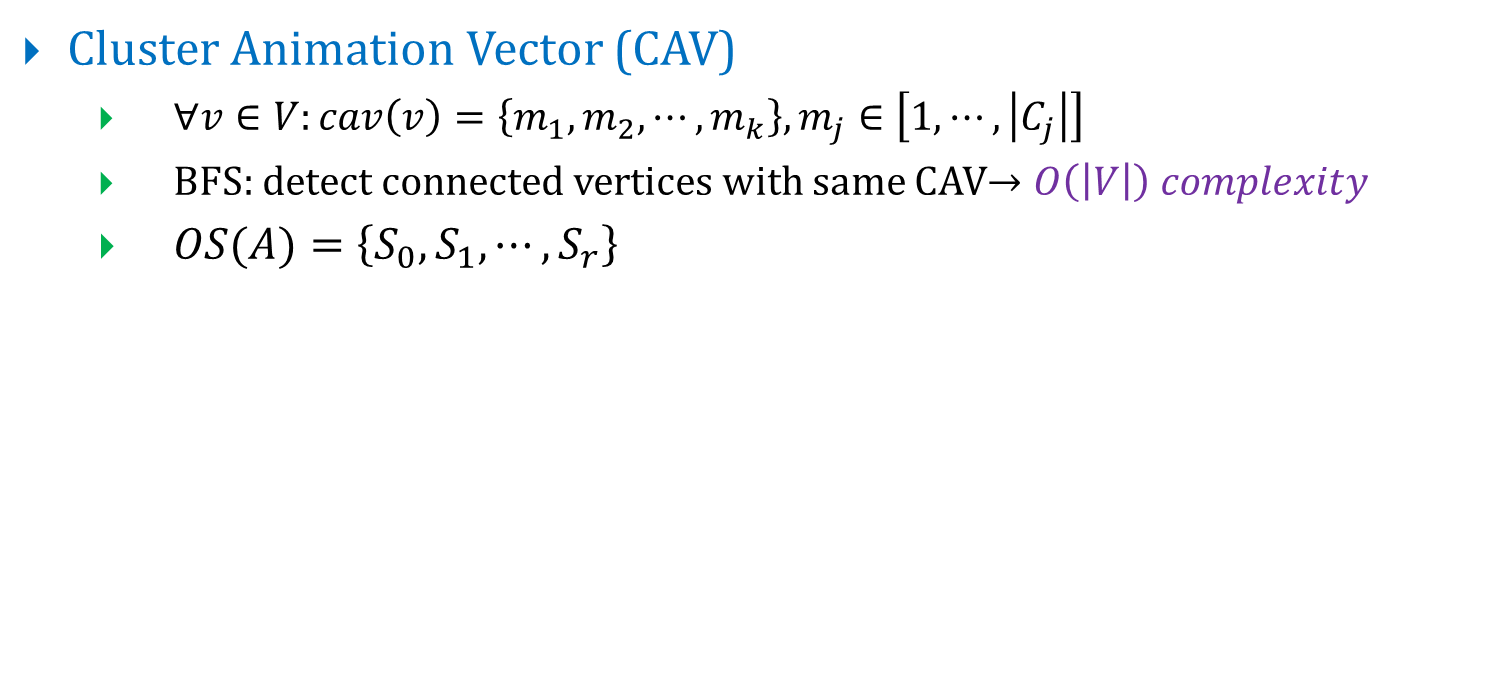 Cluster Animation Vector (CAV)
∀v ∈ V: cav(v) = {m₁, m₂, ⋯, mₖ}, mⱼ ∈ [1, ⋯, |Cⱼ|]
BFS: detect connected vertices with same CAV→ O(|V|) complexity
OS(A) = {S₀, S₁, ⋯, Sᵣ}